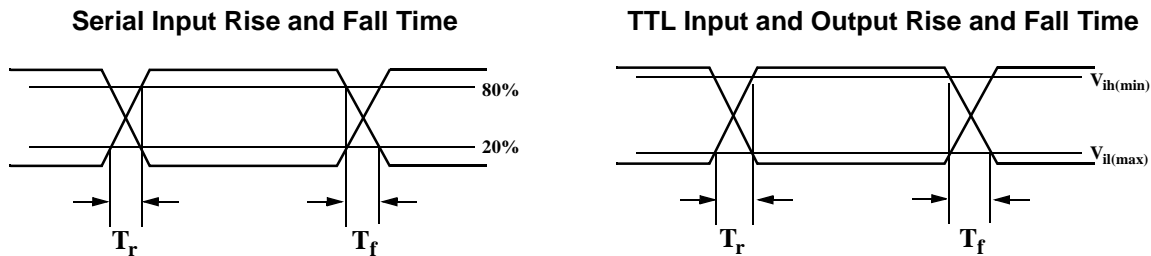 Serial Input Rise and Fall Time
80%
20%
Tr
Tf
TTL Input and Output Rise and Fall Time
Vih(min)
Vil(max)
Tr
Tf